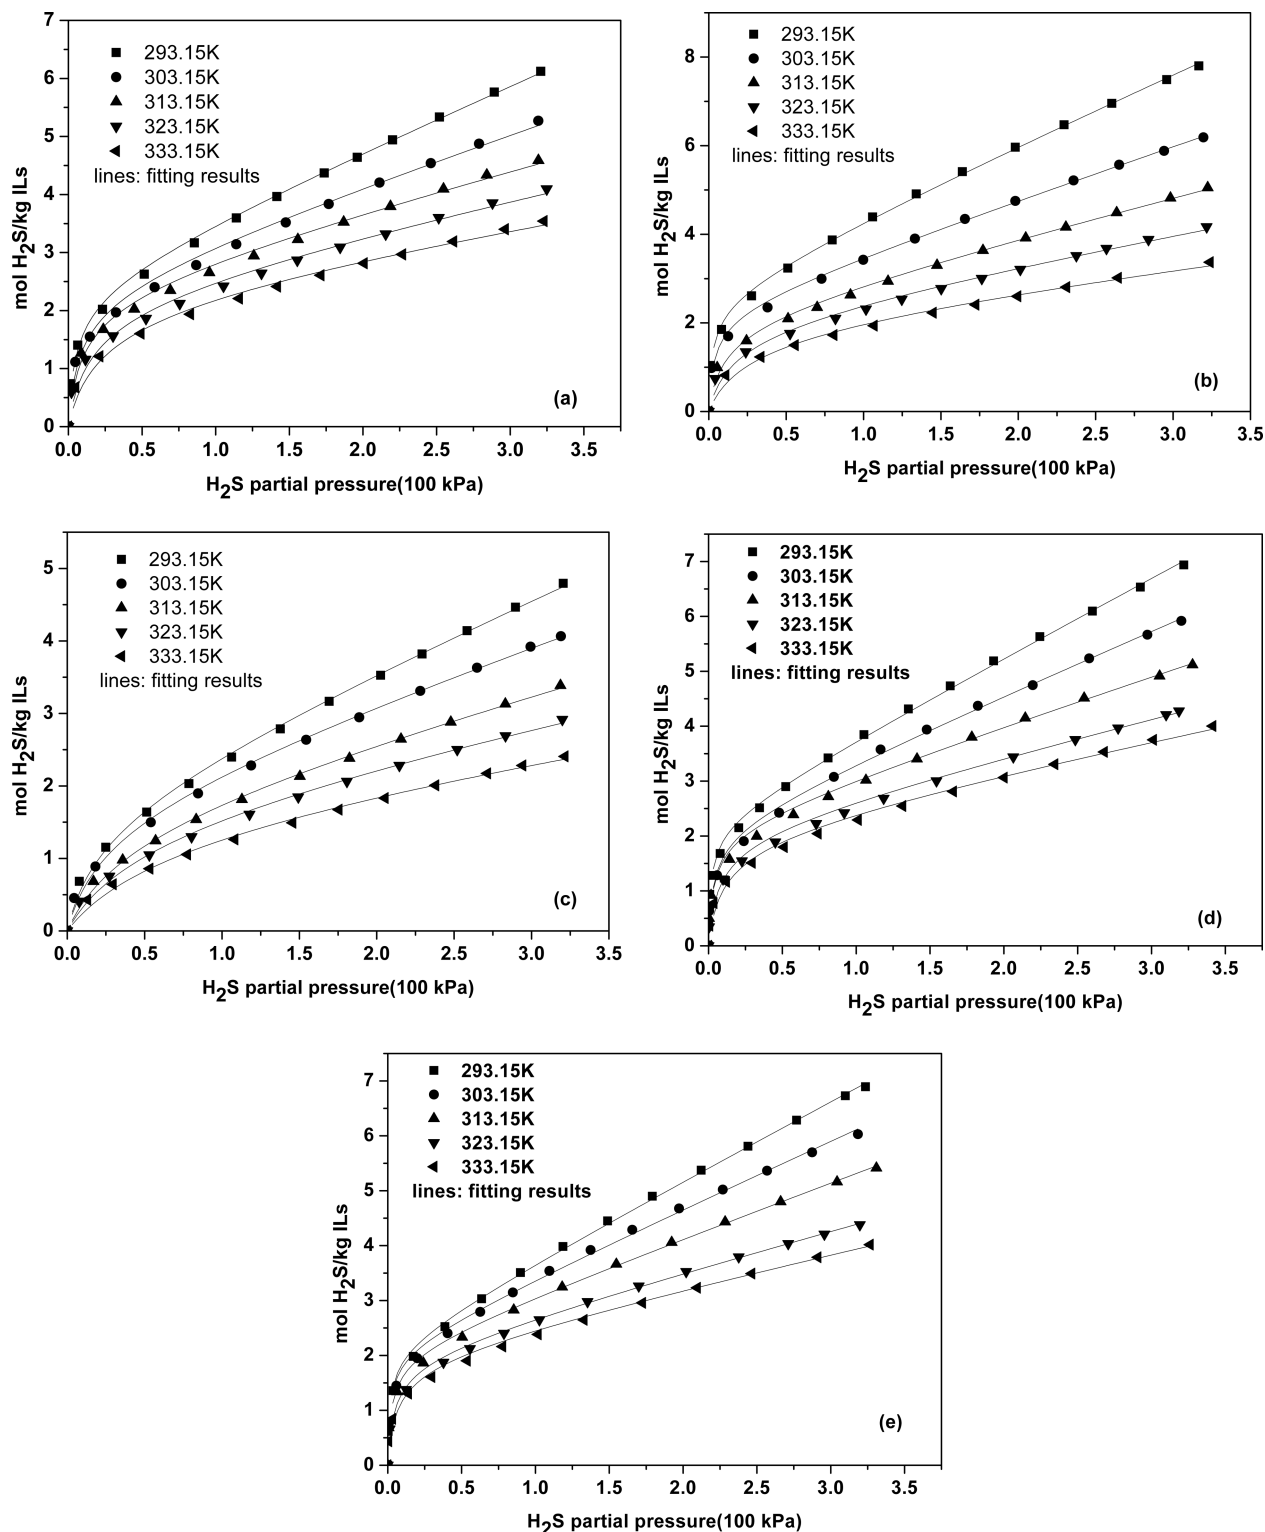 7
6
5
4
3
2
1
0
mol H2S/kg ILs
293.15K
303.15K
313.15K
323.15K
333.15K
lines: fitting results
(a)
0.0 0.5 1.0 1.5 2.0 2.5 3.0 3.5
H2S partial pressure(100 kPa)
8
6
4
2
0
mol H2S/kg ILs
293.15K
303.15K
313.15K
323.15K
333.15K
lines: fitting results
(b)
0.0 0.5 1.0 1.5 2.0 2.5 3.0 3.5
H2S partial pressure(100 kPa)
5
4
3
2
1
0
mol H2S/kg ILs
293.15K
303.15K
313.15K
323.15K
333.15K
lines: fitting results
(c)
0.0 0.5 1.0 1.5 2.0 2.5 3.0 3.5
H2S partial pressure(100 kPa)
7
6
5
4
3
2
1
0
mol H2S/kg ILs
293.15K
303.15K
313.15K
323.15K
333.15K
lines: fitting results
(d)
0.0 0.5 1.0 1.5 2.0 2.5 3.0 3.5
H2S partial pressure(100 kPa)
7
6
5
4
3
2
1
0
mol H2S/kg ILs
293.15K
303.15K
313.15K
323.15K
333.15K
lines: fitting results
(e)
0.0 0.5 1.0 1.5 2.0 2.5 3.0 3.5
H2S partial pressure(100 kPa)